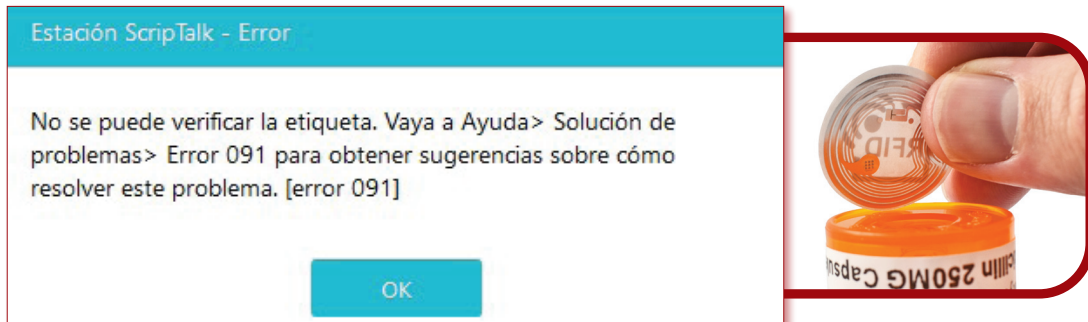 Estación ScripTalk - Error
No se puede verificar la etiqueta. Vaya a Ayuda> Solución de
problemas> Error 091 para obtener sugerencias sobre cómo
resolver este problema. [error 091]
OK
RFID
250MG